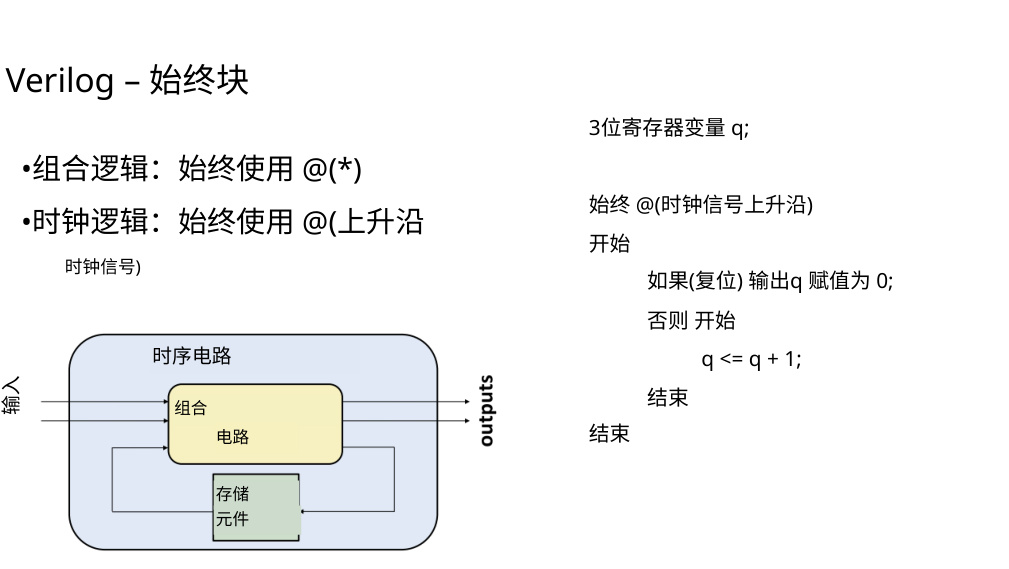 Verilog – 始终块
•组合逻辑：始终使用 @(*)
•时钟逻辑：始终使用 @(上升沿
时钟信号)
时序电路
输入
组合
电路
存储
元件
outputs
3位寄存器变量 q;
始终 @(时钟信号上升沿)
开始
如果(复位) 输出q 赋值为 0;
否则 开始
q <= q + 1;
结束
结束